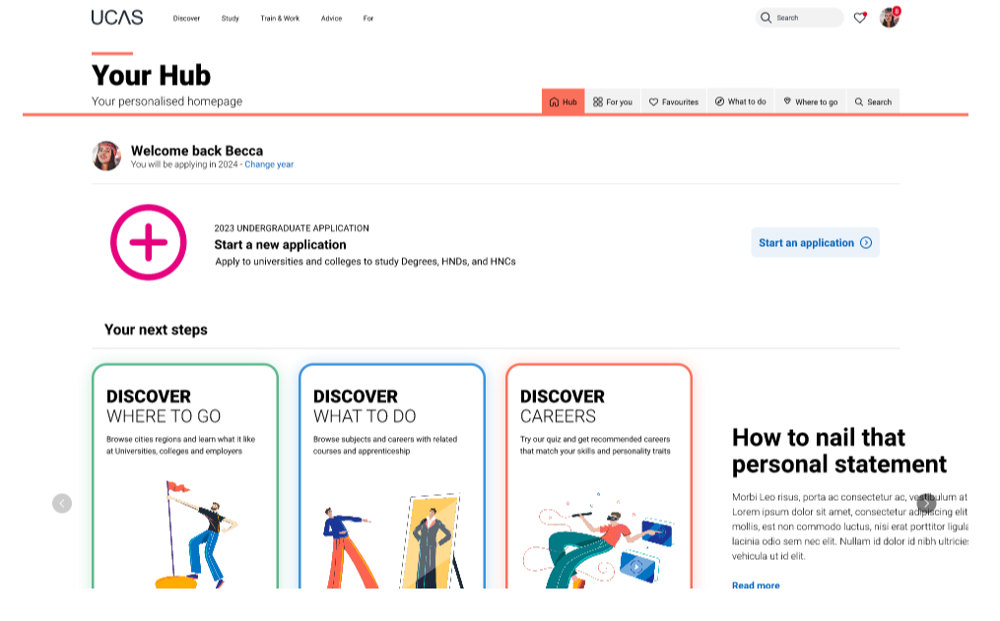 UCAS
Discover
Study
Train & Work
Advice
For
Search
8
Your Hub
Your personalised homepage
Hub
For you
Favourites
What to do
Where to go
Search
Welcome back Becca
You will be applying in 2024 - Change year
2023 UNDERGRADUATE APPLICATION
Start a new application
Apply to universities and colleges to study Degrees, HNDs, and HNCs
Start an application
Your next steps
DISCOVER
WHERE TO GO
Browse cities regions and learn what it like
at Universities, colleges and employers
DISCOVER
WHAT TO DO
Browse subjects and careers with related
courses and apprenticeship
DISCOVER
CAREERS
Try our quiz and get recommended careers
that match your skills and personality traits
How to nail that
personal statement
Morbi Leo risus, porta ac consectetur ac, vestibulum at
Lorem ipsum dolor sit amet, consectetur adipiscing elit
mollis, est non commodo luctus, nisi erat porttitor ligula
lacinia odio sem nec elit. Nullam id dolor id nibh ultricies
vehicula ut id elit.
Read more